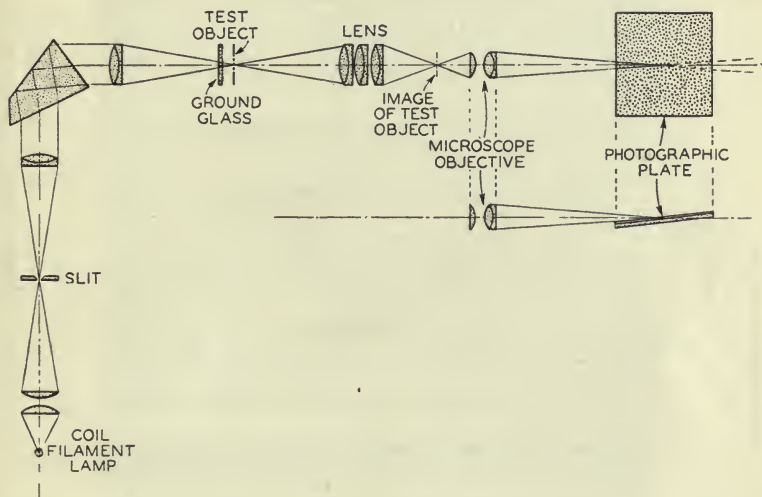 TEST
OBJECT
LENS
GROUND
GLASS
IMAGE
OF TEST
OBJECT
MICROSCOPE
OBJECTIVE
PHOTOGRAPHIC
PLATE
SLIT
COIL
FILAMENT
LAMP